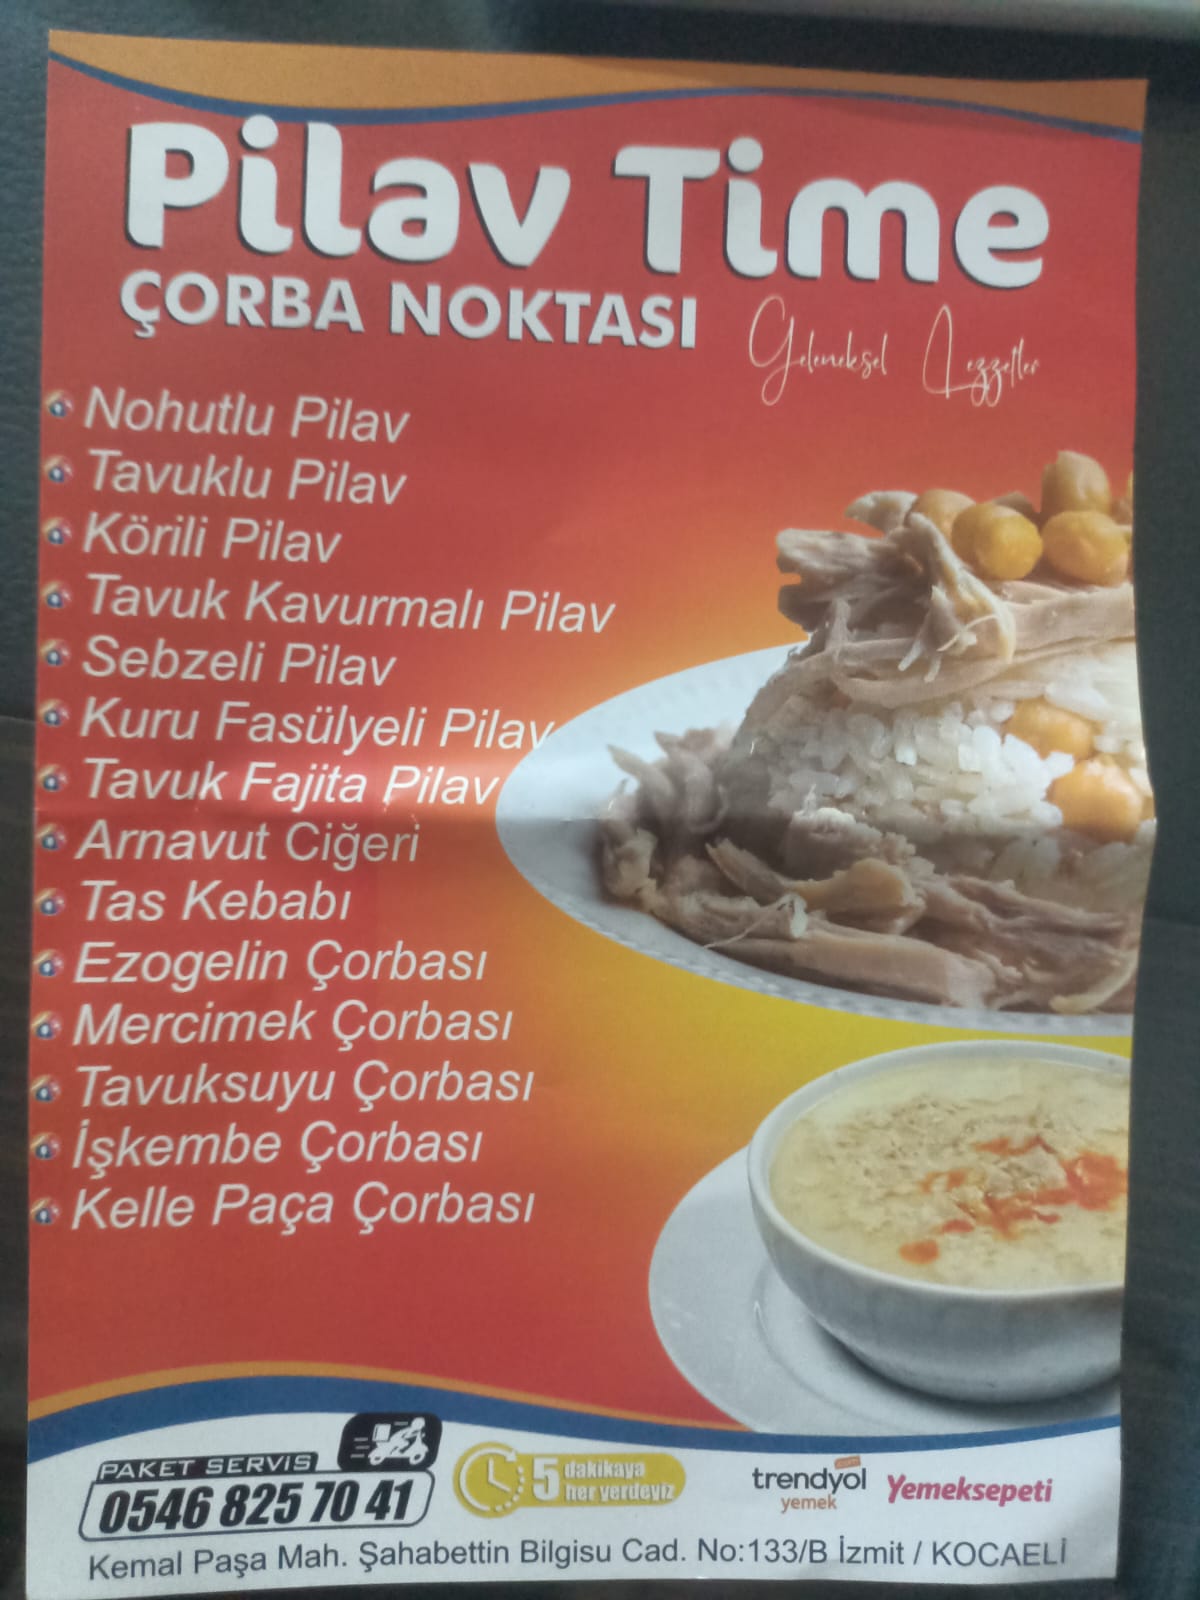 Pilav Time
ÇORBA NOKTASI
Geleneksel Lezzetler
Nohutlu Pilav
Tavuklu Pilav
Körili Pilav
Tavuk Kavurmalı Pilav
Sebzeli Pilav
Kuru Fasülyeli Pilav
Tavuk Fajita Pilav
Arnavut Ciğeri
Tas Kebabı
Ezogelin Çorbası
Mercimek Çorbası
Tavuksuyu Çorbası
İşkembe Çorbası
Kelle Paça Çorbası
PAKET SERVİS
0546 825 70 41
5 dakikaya
her yerdeyiz
.com
trendyol
yemek
Yemeksepeti
Kemal Paşa Mah. Şahabettin Bilgisu Cad. No:133/B İzmit / KOCAELİ